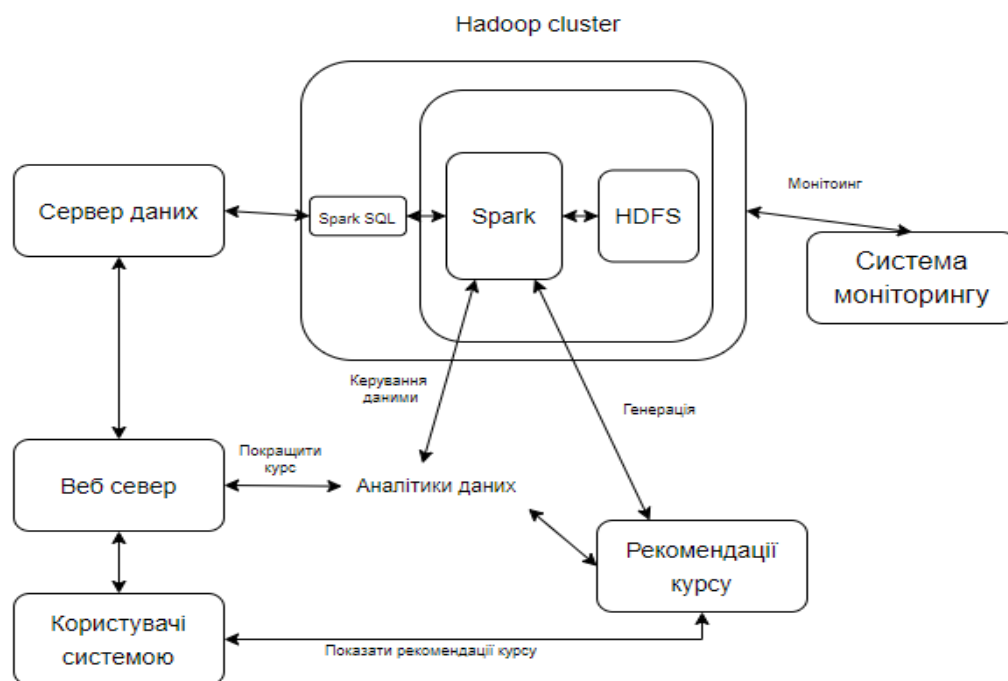 Hadoop cluster
Сервер даних
Spark SQL
Spark
HDFS
Монітоинг
Система
моніторингу
Керування
даними
Генерація
Покращити
курс
Веб север
Аналітики даних
Рекомендації
курсу
Користувачі
системою
Показати рекомендації курсу